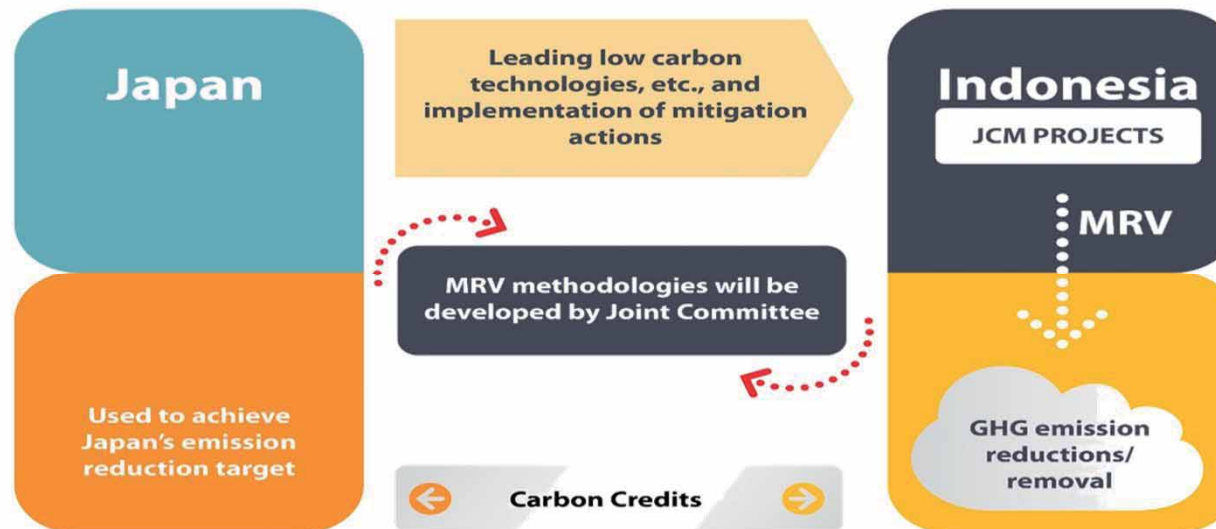 Japan
Leading low carbon
technologies, etc., and
implementation of mitigation
actions
Indonesia
JCM PROJECTS
MRV
MRV methodologies will be
developed by Joint Committee
Used to achieve
Japan's emission
reduction target
Carbon Credits
GHG emission
reductions/
removal